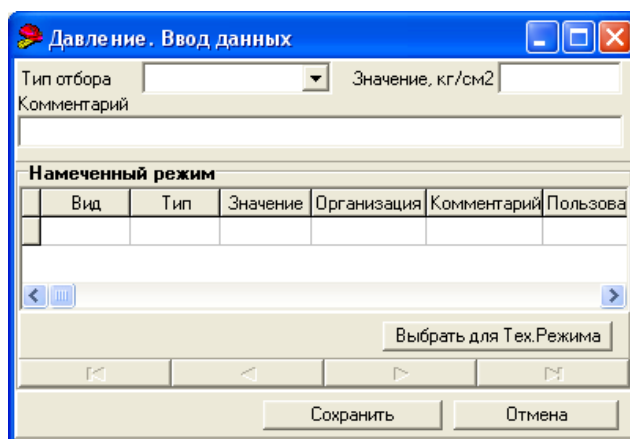 Давление. Ввод данных
Тип отбора Значение, кг/см2
Комментарий
Намеченный режим
Вид Тип Значение Организация Комментарий Пользова
Выбрать для Тех.Режима
Сохранить Отмена